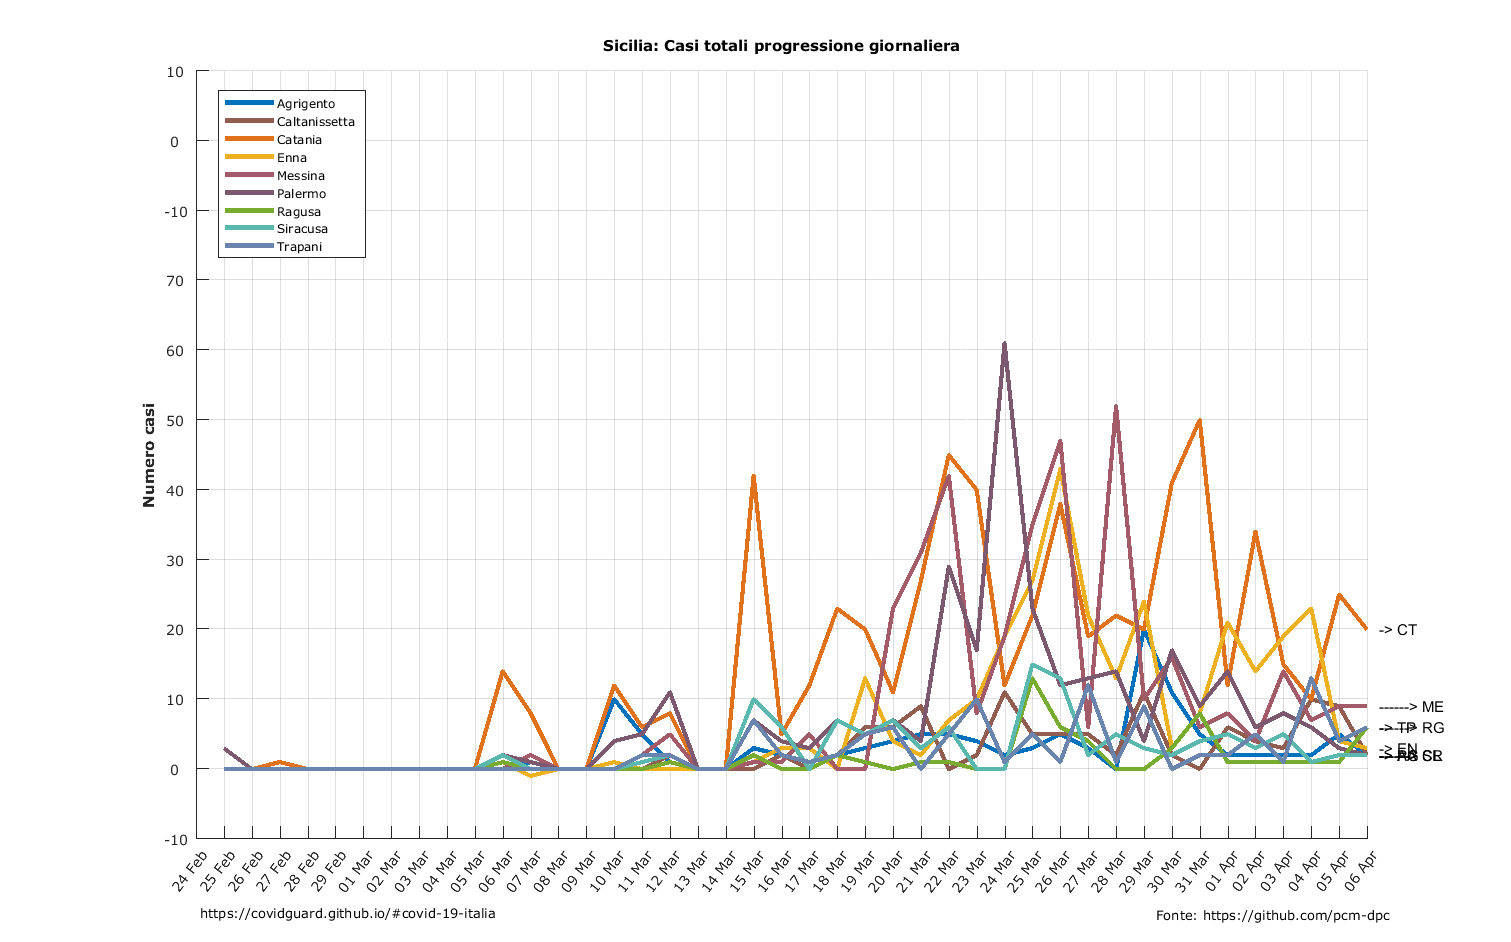 Sicilia: Casi totali progressione giornaliera
10
0
-10
70
60
50
40
30
20
10
0
-10
Numero casi
Agrigento
Caltanissetta
Catania
Enna
Messina
Palermo
Ragusa
Siracusa
Trapani
-> CT
------> ME
-> TP
RG
-> EN
24 Feb
25 Feb
26 Feb
27 Feb
28 Feb
29 Feb
01 Mar
02 Mar
03 Mar
04 Mar
05 Mar
06 Mar
07 Mar
08 Mar
09 Mar
10 Mar
11 Mar
12 Mar
13 Mar
14 Mar
15 Mar
16 Mar
17 Mar
18 Mar
19 Mar
20 Mar
21 Mar
22 Mar
23 Mar
24 Mar
25 Mar
26 Mar
27 Mar
28 Mar
29 Mar
30 Mar
31 Mar
01 Apr
02 Apr
03 Apr
04 Apr
05 Apr
06 Apr
https://covidguard.github.io/#covid-19-italia
Fonte: https://github.com/pcm-dpc